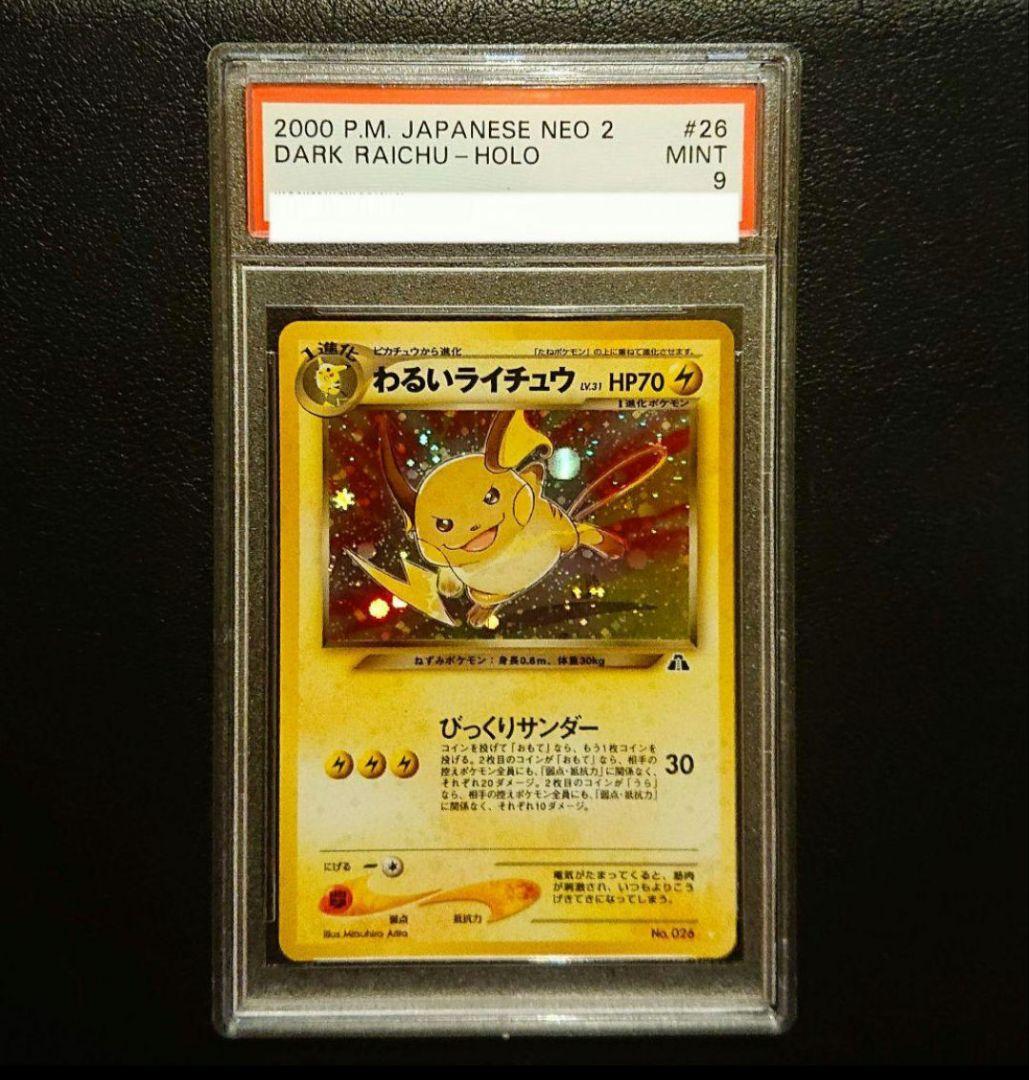 2000 P.M. JAPANESE NEO 2 #26
DARK RAICHU - HOLO MINT
9
1進化
ピカチュウから進化
「たねポケモン」の上に重ねて進化させます。
わるいライチュウ LV.31 HP70
1進化ポケモン
ねずみポケモン:身長0.8m、体重30kg
びっくりサンダー
コインを投げて「おもて」なら、もう1枚コインを
投げる。2枚目のコインが「おもて」なら、相手の
控えポケモン全員にも、「弱点・抵抗力」に関係なく、
それぞれ20ダメージ。2枚目のコインが「うら」
なら、相手の控えポケモン全員にも、「弱点・抵抗力」
に関係なく、それぞれ10ダメージ。
30
にげる
電気がたまってくると、筋肉
が刺激され、いつもよりこう
げきてきになってしまう。
弱点 抵抗力
Illus. Mitsuhiro Arita
No. 026